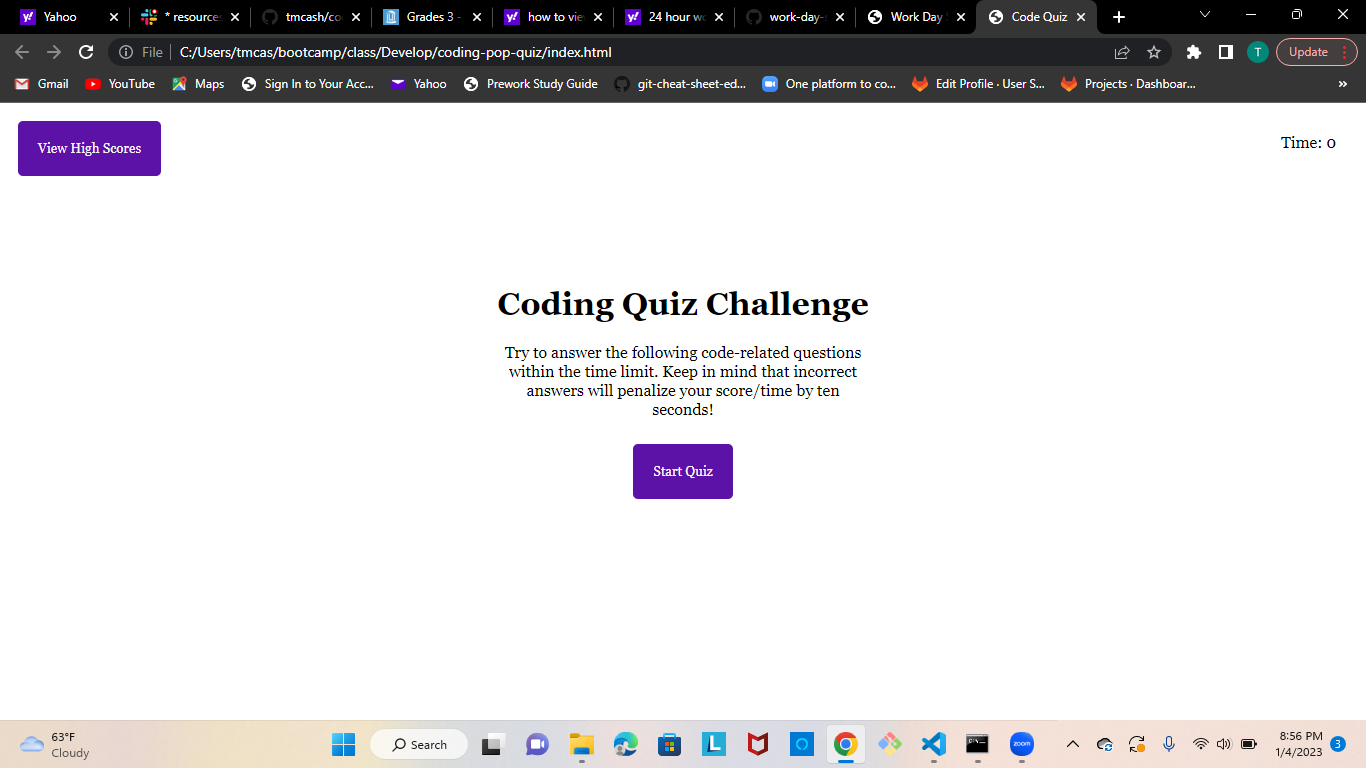 Yahoo
* resource
tmcash/co
Grades 3 -
how to vie
24 hour wo
work-day-
Work Day
Code Quiz
File
C:/Users/tmcas/bootcamp/class/Develop/coding-pop-quiz/index.html
T
Update
Gmail
YouTube
Maps
Sign In to Your Acc...
Yahoo
Prework Study Guide
git-cheat-sheet-ed...
One platform to co...
Edit Profile · User S...
Projects · Dashboar...
»
View High Scores
Time: 0
Coding Quiz Challenge
Try to answer the following code-related questions
within the time limit. Keep in mind that incorrect
answers will penalize your score/time by ten
seconds!
Start Quiz
63°F
Cloudy
Search
L
zoom
8:56 PM
1/4/2023
3